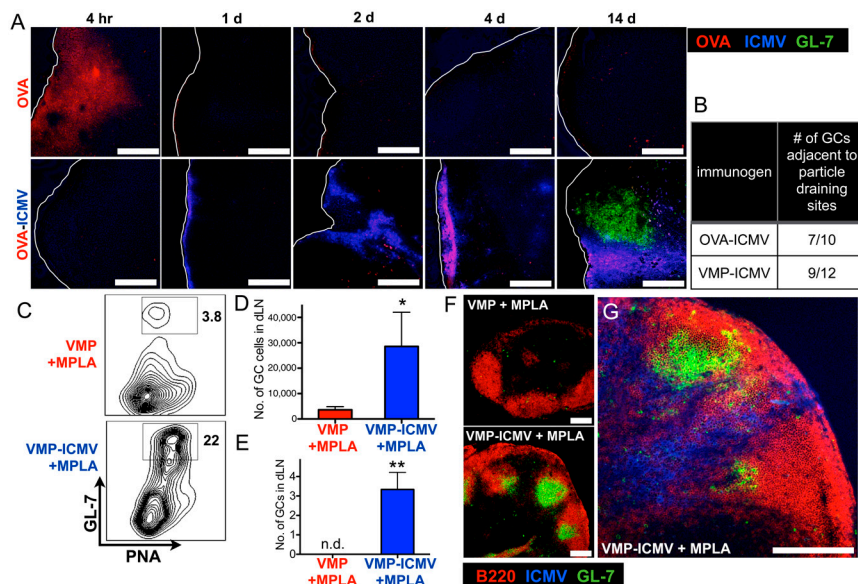 A
4 hr
1 d
2 d
4 d
14 d
OVA ICMV GL-7
OVA
OVA-ICMV
B
immunogen
# of GCs
adjacent to
particle
draining
sites
OVA-ICMV
7/10
VMP-ICMV
9/12
C
VMP
+MPLA
3.8
VMP-ICMV
+MPLA
22
GL-7
PNA
D
No. of GC cells in dLN
40,000
30,000
20,000
10,000
0
*
VMP
+MPLA
VMP-ICMV
+MPLA
E
No. of GCs in dLN
5
4
3
2
1
0
n.d.
**
VMP
+MPLA
VMP-ICMV
+MPLA
F
VMP + MPLA
VMP-ICMV + MPLA
G
VMP-ICMV + MPLA
B220 ICMV GL-7